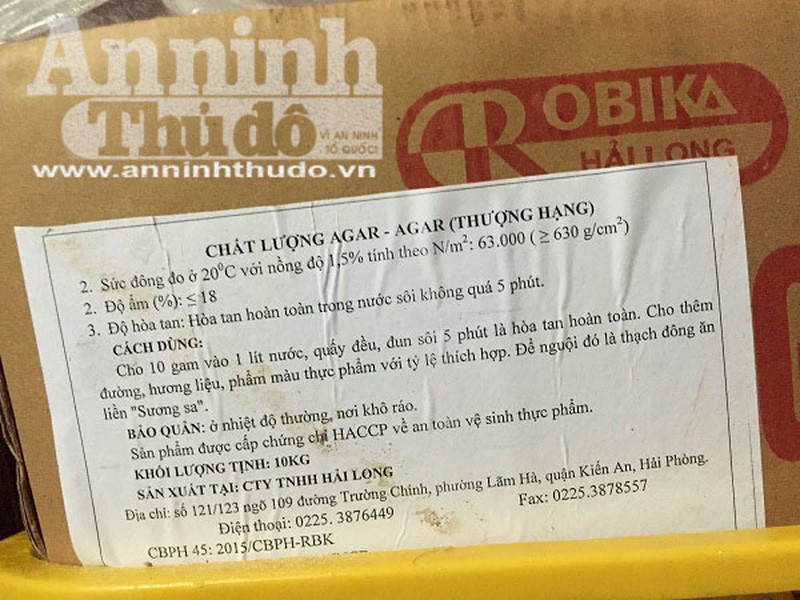 An ninh
Thủ đô
VÌ AN NINH
TỔ QUỐC!
www.anninhthudo.vn
ROBIKA
HẢI LONG
CHẤT LƯỢNG AGAR - AGAR (THƯỢNG HẠNG)
2. Sức đông đo ở 20⁰C với nồng độ 1,5% tính theo N/m²: 63.000 ( ≥ 630 g/cm²)
2. Độ ẩm (%): ≤ 18
3. Độ hòa tan: Hòa tan hoàn toàn trong nước sôi không quá 5 phút.
CÁCH DÙNG:
Cho 10 gam vào 1 lít nước, quấy đều, đun sôi 5 phút là hòa tan hoàn toàn. Cho thêm
đường, hương liệu, phẩm màu thực phẩm với tỷ lệ thích hợp. Để nguội đó là thạch đông ăn
liền "Sương sa".
BẢO QUẢN: ở nhiệt độ thường, nơi khô ráo.
Sản phẩm được cấp chứng chỉ HACCP về an toàn vệ sinh thực phẩm.
KHỐI LƯỢNG TỊNH: 10KG
SẢN XUẤT TẠI: CTY TNHH HẢI LONG
Địa chỉ: số 121/123 ngõ 109 đường Trường Chinh, phường Lãm Hà, quận Kiến An, Hải Phòng.
Điện thoại: 0225. 3876449 Fax: 0225.3878557
CBPH 45: 2015/CBPH-RBK